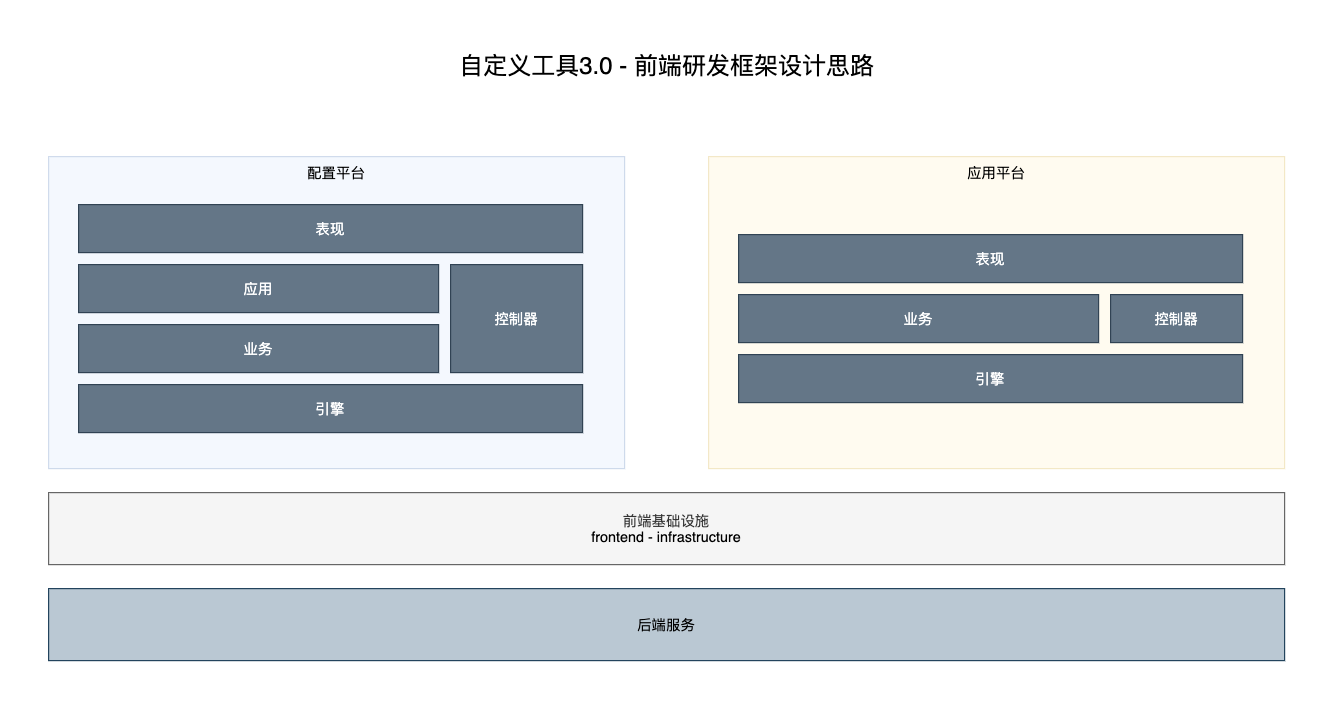 自定义工具3.0 - 前端研发框架设计思路
配置平台
表现
应用
控制器
业务
引擎
应用平台
表现
业务
控制器
引擎
前端基础设施
frontend - infrastructure
后端服务